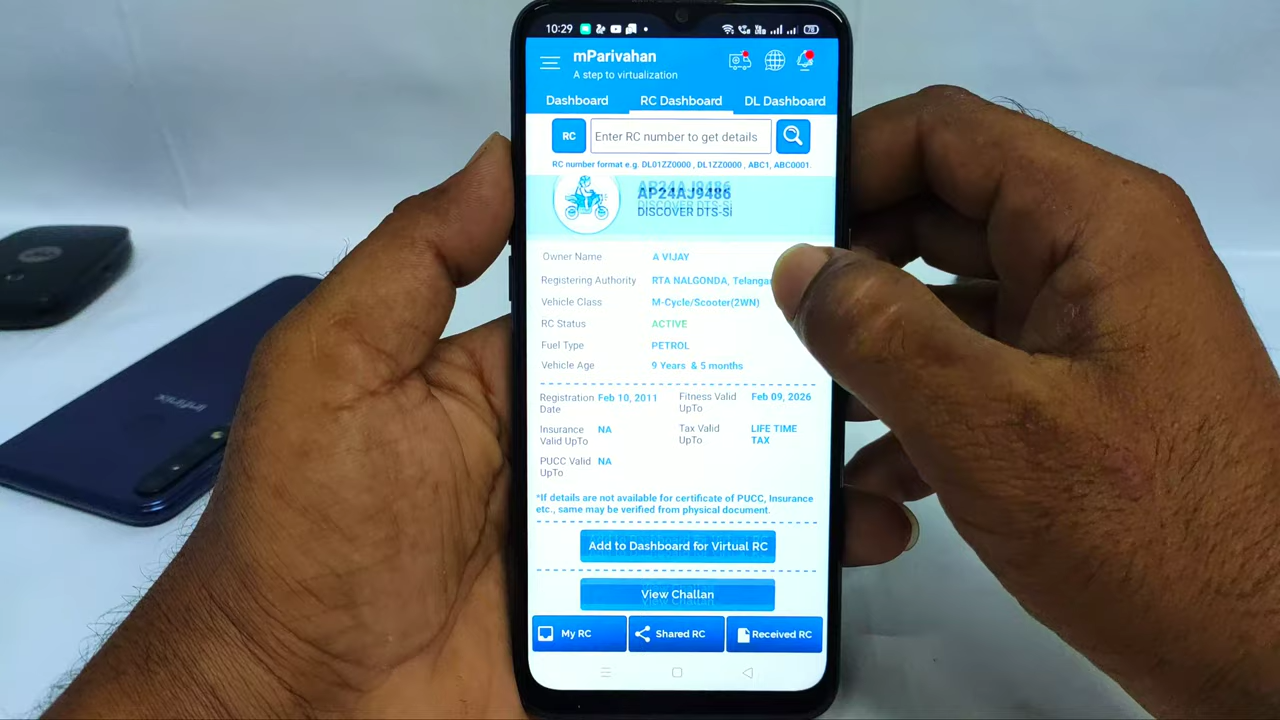 10:29
78
mParivahan
A step to virtualization
Dashboard RC Dashboard DL Dashboard
RC Enter RC number to get details
RC number format e.g. DL01ZZ0000 , DL1ZZ0000 , ABC1, ABC0001.
AP24AJ9486
DISCOVER DTS-Si
Owner Name A VIJAY
Registering Authority RTA NALGONDA,
Vehicle Class M-Cycle/Scooter(2WN)
RC Status ACTIVE
Fuel Type PETROL
Vehicle Age 9 Years & 5 months
Registration Date Feb 10, 2011 Fitness Valid UpTo Feb 09, 2026
Insurance Valid UpTo NA Tax Valid UpTo LIFE TIME TAX
PUCC Valid UpTo NA
*If details are not available for certificate of PUCC, Insurance
etc., same may be verified from physical document.
Add to Dashboard for Virtual RC
View Challan
My RC Shared RC Received RC
Infinix